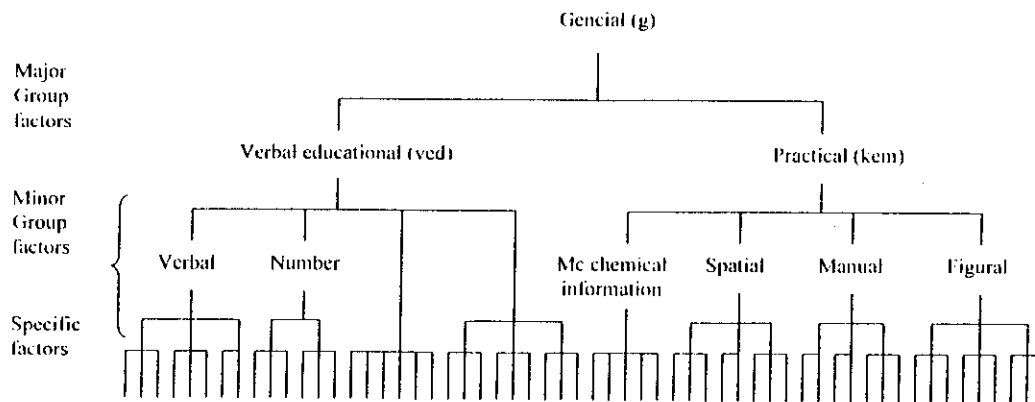 Gencial (g)
Major
Group
factors
Verbal educational (ved)
Practical (kem)
Minor
Group
factors
Verbal
Number
Mc chemical
information
Spatial
Manual
Figural
Specific
factors